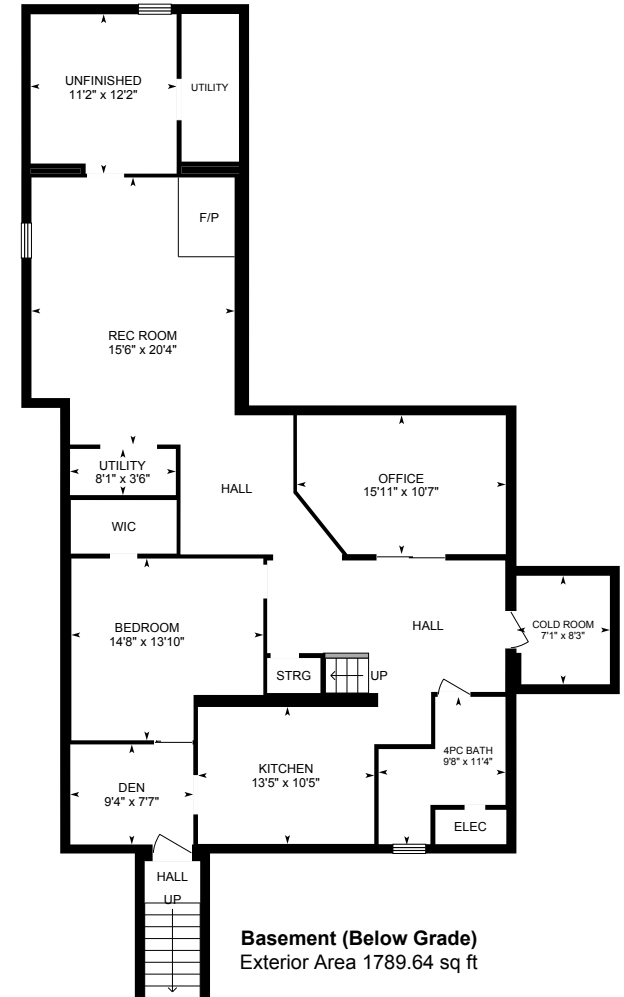 UNFINISHED
11'2" x 12'2"
UTILITY
F/P
REC ROOM
15'6" x 20'4"
UTILITY
8'1" x 3'6"
HALL
OFFICE
15'11" x 10'7"
WIC
BEDROOM
14'8" x 13'10"
HALL
COLD ROOM
7'1" x 8'3"
STRG
UP
4PC BATH
9'8" x 11'4"
KITCHEN
13'5" x 10'5"
DEN
9'4" x 7'7"
ELEC
HALL
UP
Basement (Below Grade)
Exterior Area 1789.64 sq ft